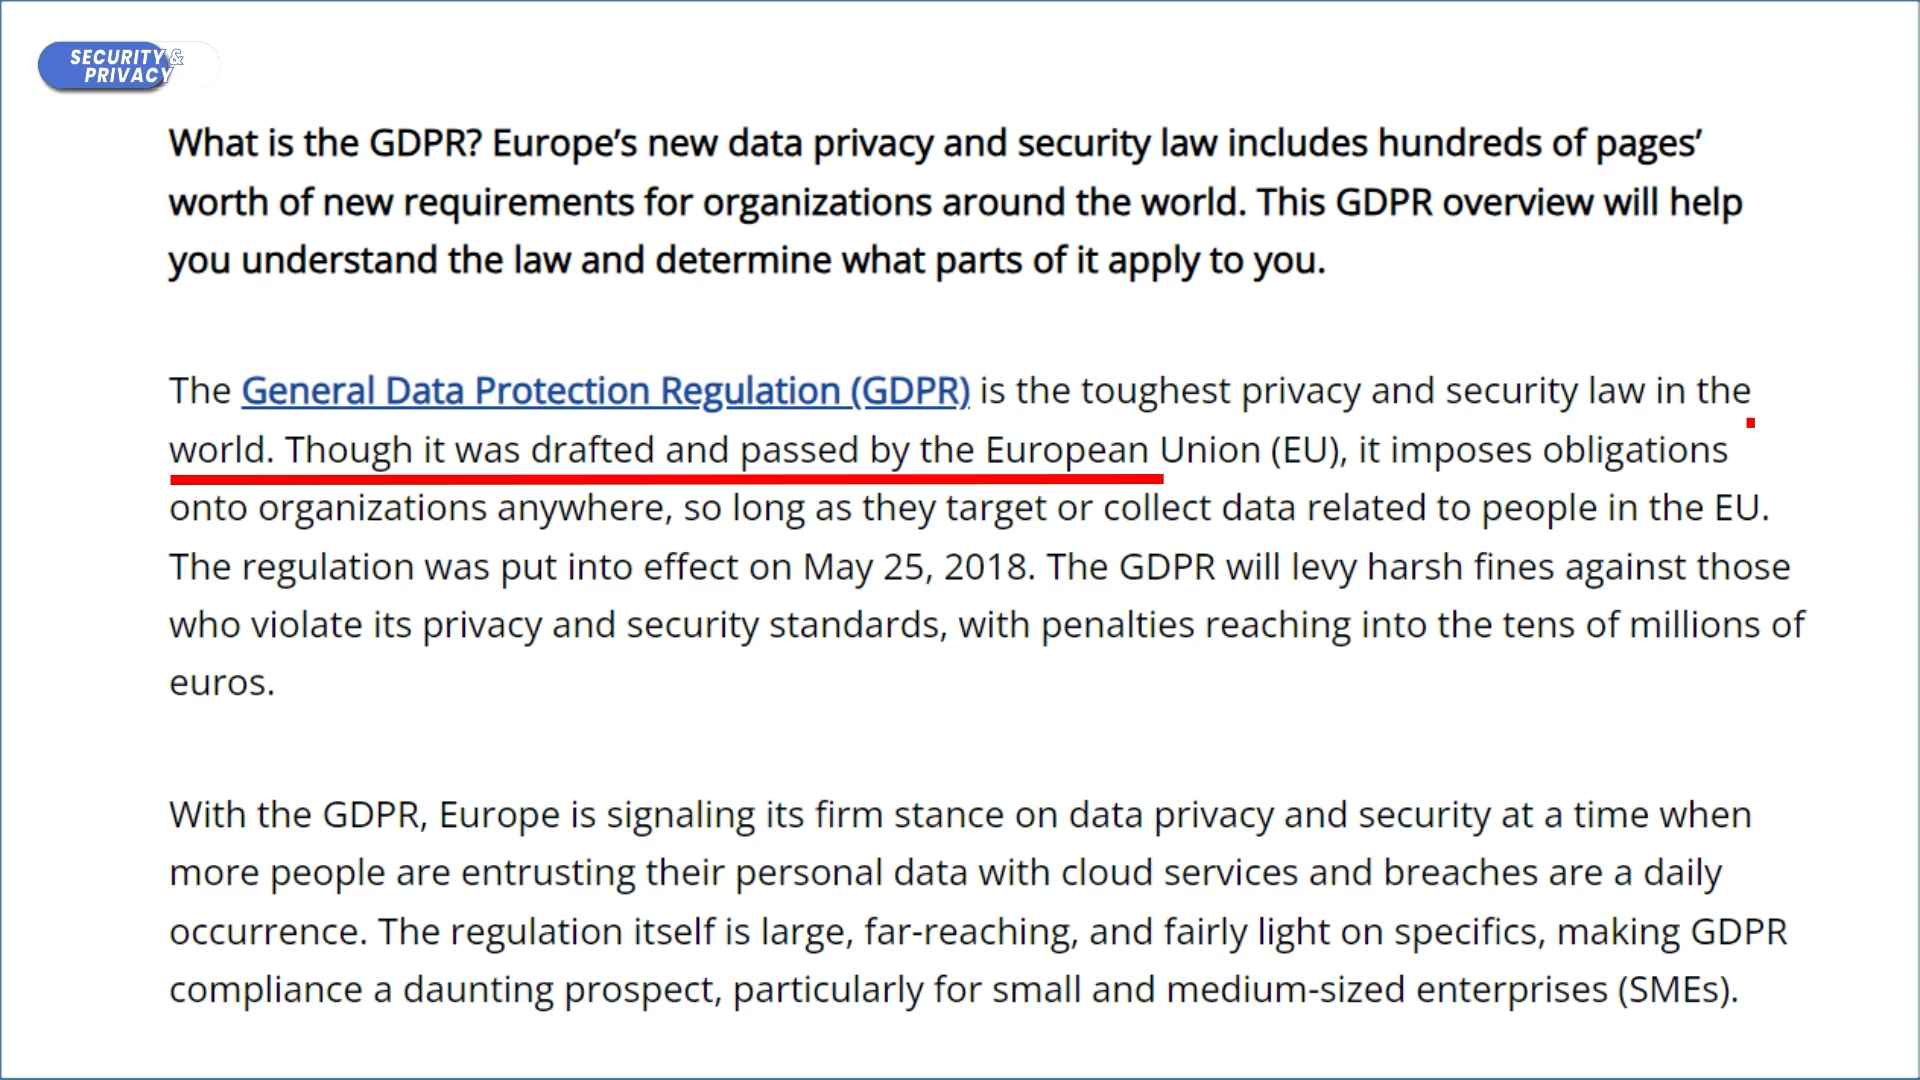 SECURITY &
PRIVACY
What is the GDPR? Europe’s new data privacy and security law includes hundreds of pages’
worth of new requirements for organizations around the world. This GDPR overview will help
you understand the law and determine what parts of it apply to you.
The General Data Protection Regulation (GDPR) is the toughest privacy and security law in the
world. Though it was drafted and passed by the European Union (EU), it imposes obligations
onto organizations anywhere, so long as they target or collect data related to people in the EU.
The regulation was put into effect on May 25, 2018. The GDPR will levy harsh fines against those
who violate its privacy and security standards, with penalties reaching into the tens of millions of
euros.
With the GDPR, Europe is signaling its firm stance on data privacy and security at a time when
more people are entrusting their personal data with cloud services and breaches are a daily
occurrence. The regulation itself is large, far-reaching, and fairly light on specifics, making GDPR
compliance a daunting prospect, particularly for small and medium-sized enterprises (SMEs).